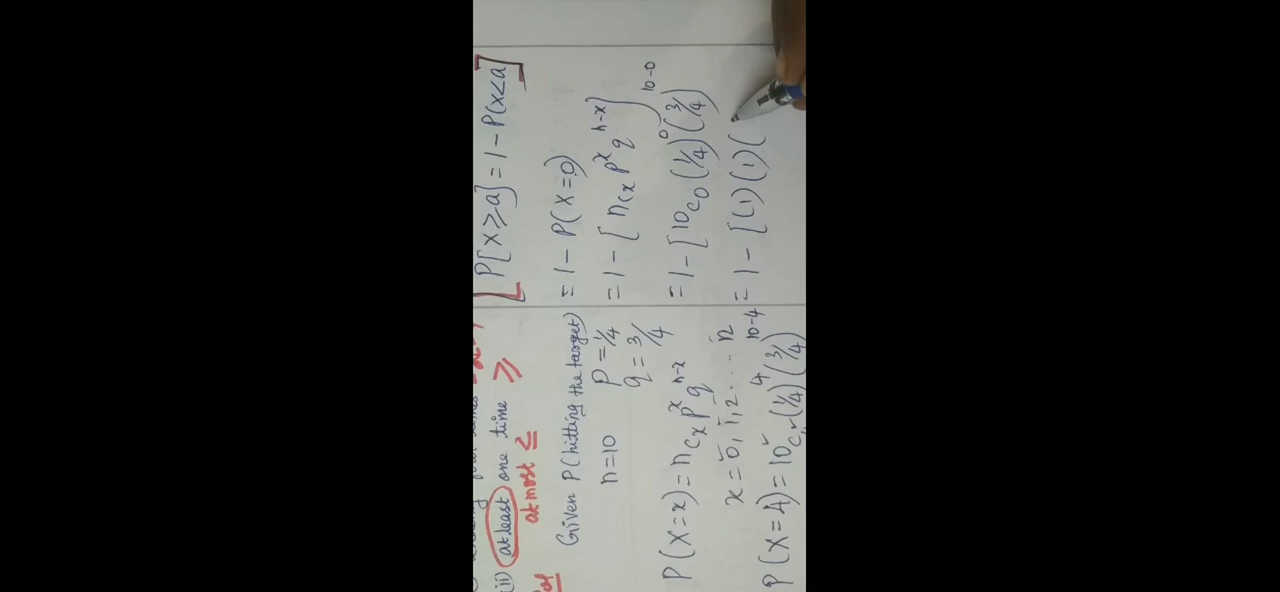 (ii) at least one time ≥
at most ≤
Given P(hitting the target)
n=10 P=1/4
q=3/4
P(X=x)=nCx p^x q^n-x
x=0,1,2....n
P(X=4)=10C4 (1/4)^4 (3/4)^10-4
[P[X≥a]=1-P(x<a]
=1-P(X=0)
=1-[nCx p^x q^n-x]
=1-[10C0 (1/4)^0 (3/4)^10-0
=1-[(1)(1)(